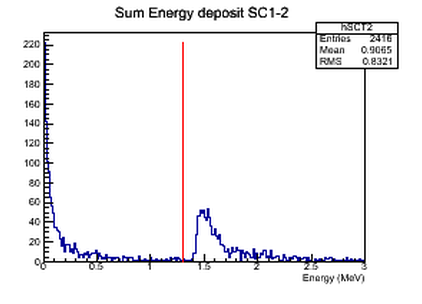 Sum Energy deposit SC1-2
hSCT2
Entries 2416
Mean 0.9065
RMS 0.8321
220
200
180
160
140
120
100
80
60
40
20
0
0 0.5 1 1.5 2 2.5 3
Energy (MeV)